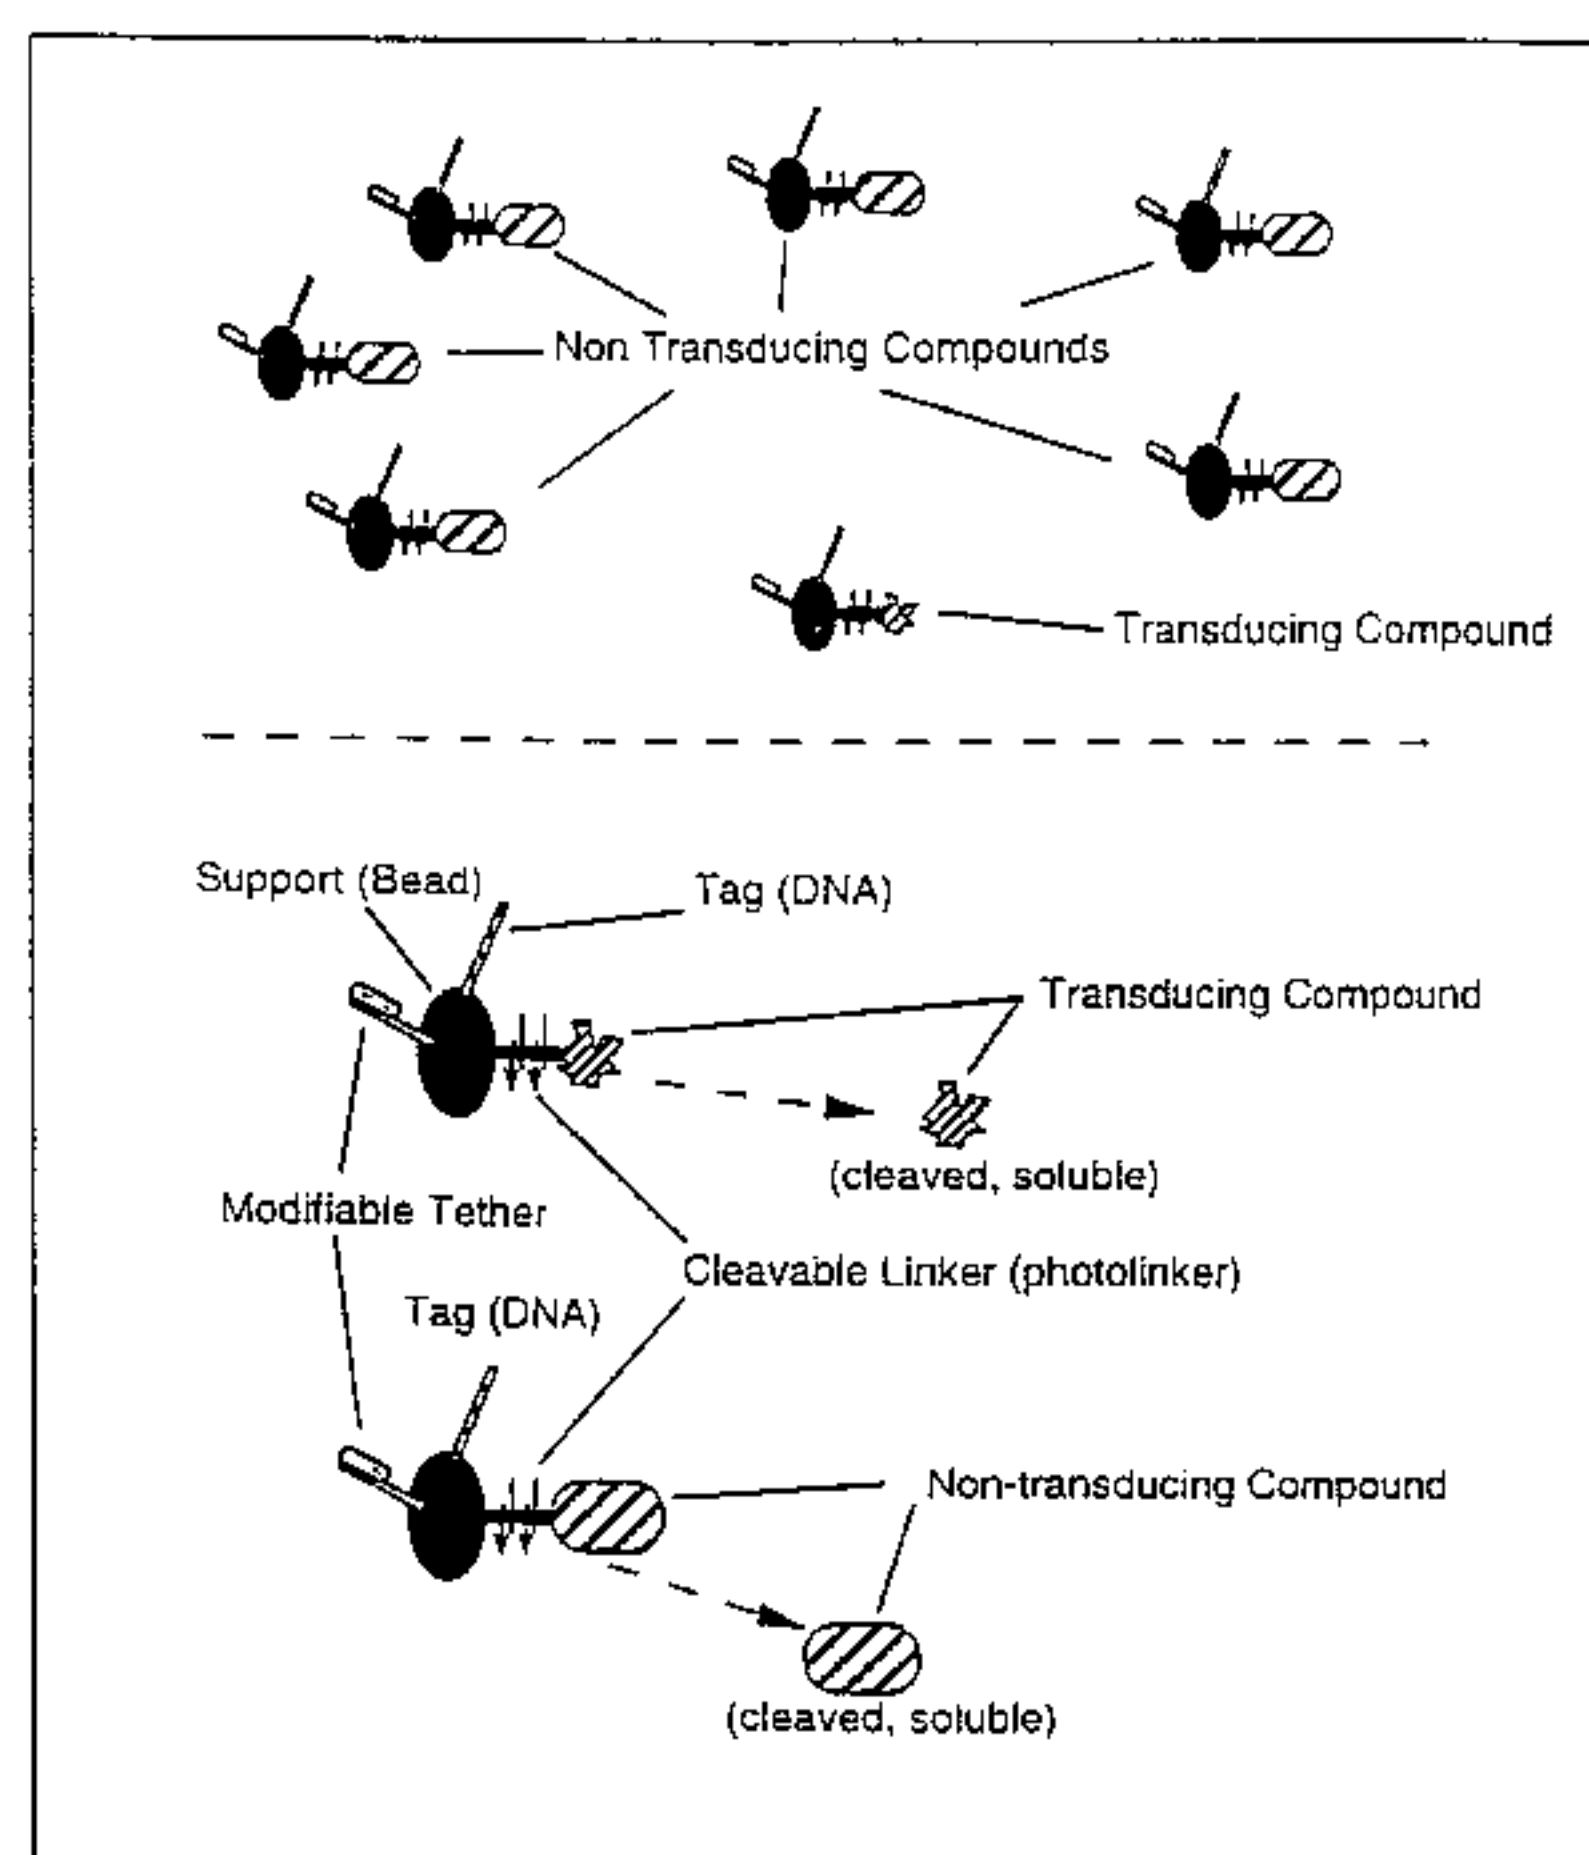 Non Transducing Compounds
Transducing Compound
Support (Bead)
Tag (DNA)
Transducing Compound
(cleaved, soluble)
Modifiable Tether
Cleavable Linker (photolinker)
Tag (DNA)
Non-transducing Compound
(cleaved, soluble)